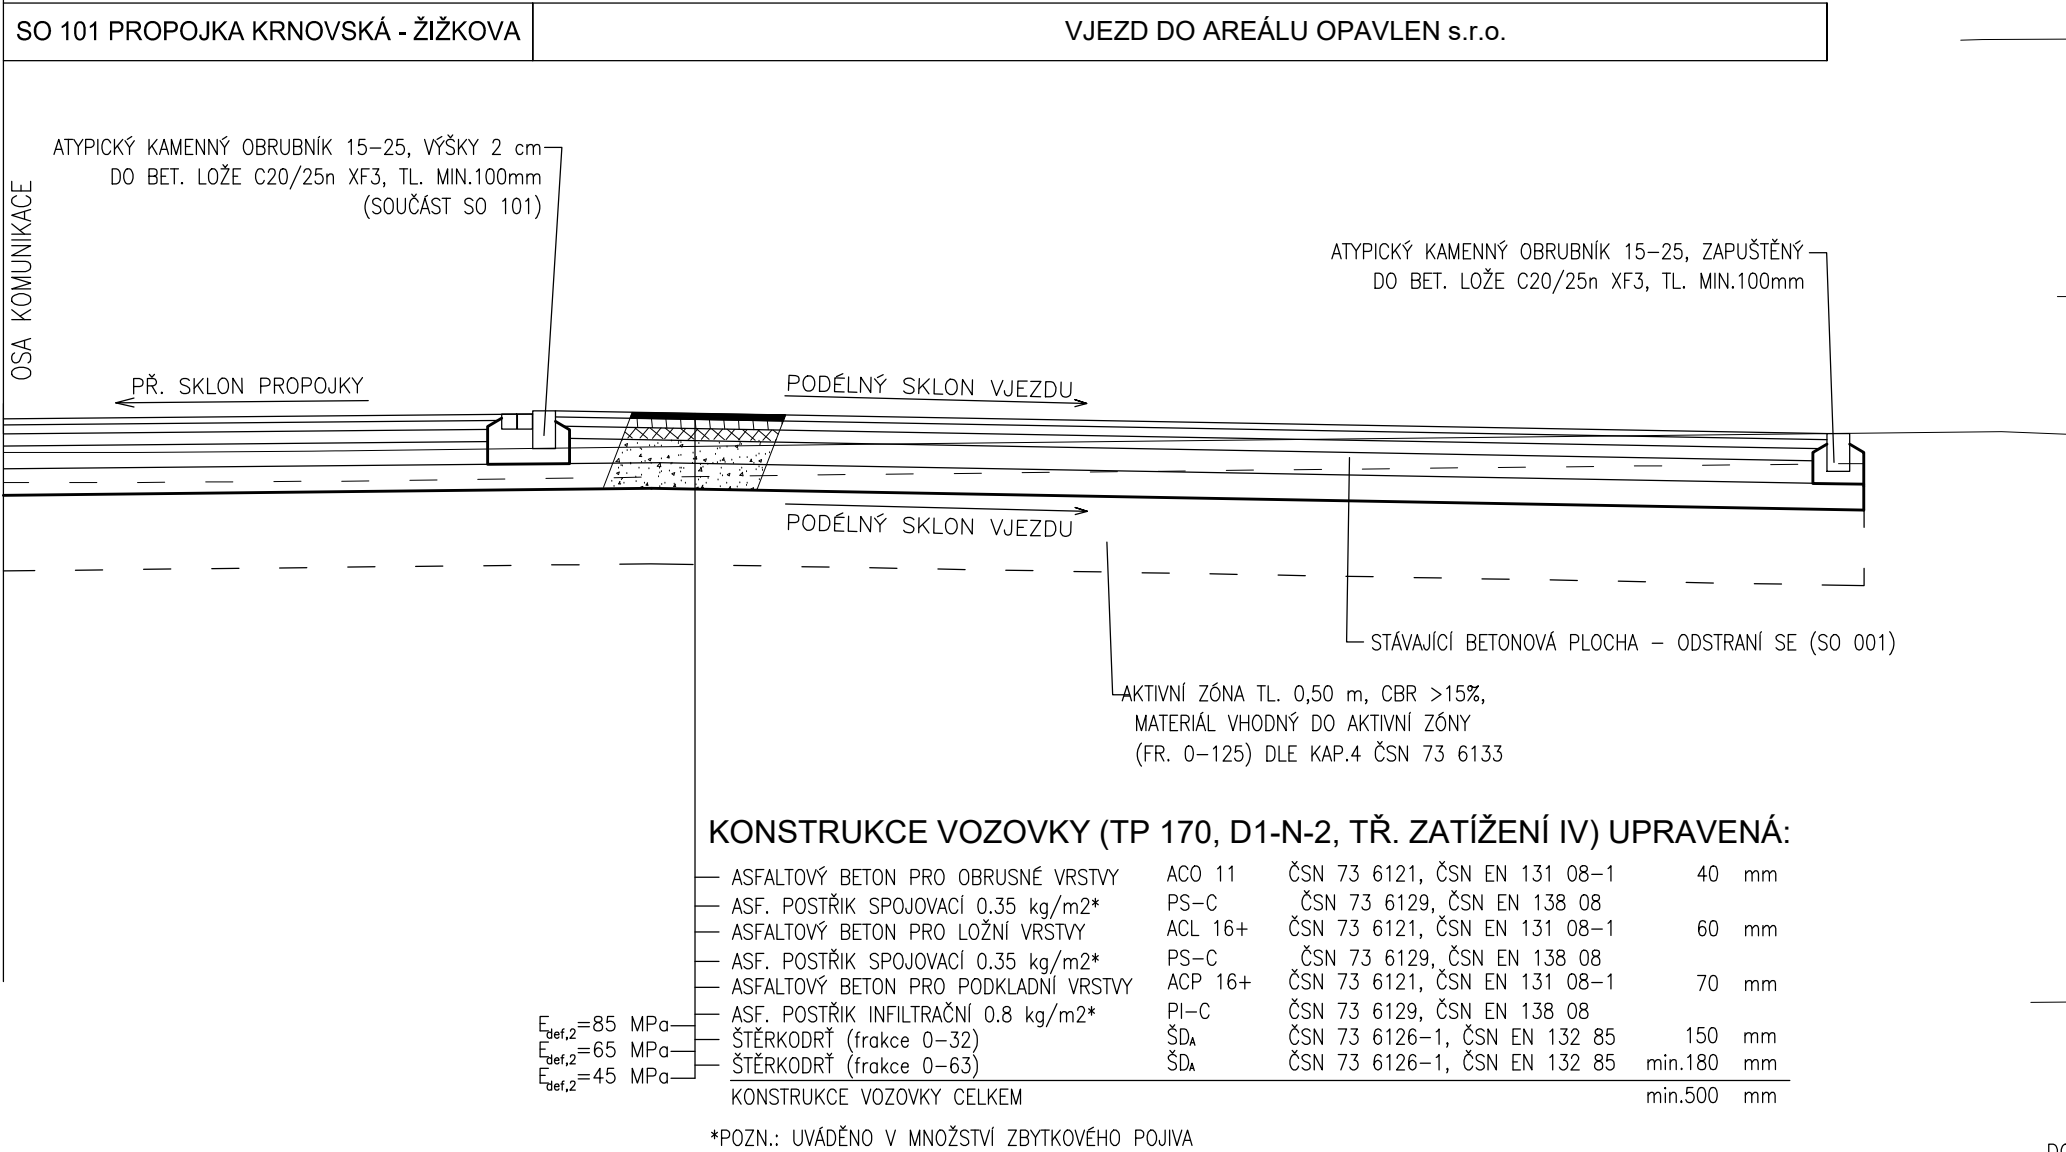 SO 101 PROPOJKA KRNOVSKÁ - ŽIŽKOVA
VJEZD DO AREÁLU OPAVLEN s.r.o.
ATYPICKÝ KAMENNÝ OBRUBNÍK 15-25, VÝŠKY 2 cm
DO BET. LOŽE C20/25n XF3, TL. MIN.100mm
(SOUČÁST SO 101)
OSA KOMUNIKACE
ATYPICKÝ KAMENNÝ OBRUBNÍK 15-25, ZAPUŠTĚNÝ
DO BET. LOŽE C20/25n XF3, TL. MIN.100mm
PŘ. SKLON PROPOJKY
PODÉLNÝ SKLON VJEZDU
PODÉLNÝ SKLON VJEZDU
STÁVAJÍCÍ BETONOVÁ PLOCHA - ODSTRANÍ SE (SO 001)
AKTIVNÍ ZÓNA TL. 0,50 m, CBR >15%,
MATERIÁL VHODNÝ DO AKTIVNÍ ZÓNY
(FR. 0-125) DLE KAP.4 ČSN 73 6133
KONSTRUKCE VOZOVKY (TP 170, D1-N-2, TŘ. ZATÍŽENÍ IV) UPRAVENÁ:
ASFALTOVÝ BETON PRO OBRUSNÉ VRSTVY ACO 11 ČSN 73 6121, ČSN EN 131 08-1 40 mm
ASF. POSTŘIK SPOJOVACÍ 0.35 kg/m2* PS-C ČSN 73 6129, ČSN EN 138 08
ASFALTOVÝ BETON PRO LOŽNÍ VRSTVY ACL 16+ ČSN 73 6121, ČSN EN 131 08-1 60 mm
ASF. POSTŘIK SPOJOVACÍ 0.35 kg/m2* PS-C ČSN 73 6129, ČSN EN 138 08
ASFALTOVÝ BETON PRO PODKLADNÍ VRSTVY ACP 16+ ČSN 73 6121, ČSN EN 131 08-1 70 mm
ASF. POSTŘIK INFILTRAČNÍ 0.8 kg/m2* PI-C ČSN 73 6129, ČSN EN 138 08
Edef,2=85 MPa
ŠTĚRKODRŤ (frakce 0-32) ŠDA ČSN 73 6126-1, ČSN EN 132 85 150 mm
Edef,2=65 MPa
ŠTĚRKODRŤ (frakce 0-63) ŠDA ČSN 73 6126-1, ČSN EN 132 85 min.180 mm
Edef,2=45 MPa
KONSTRUKCE VOZOVKY CELKEM min.500 mm
*POZN.: UVÁDĚNO V MNOŽSTVÍ ZBYTKOVÉHO POJIVA